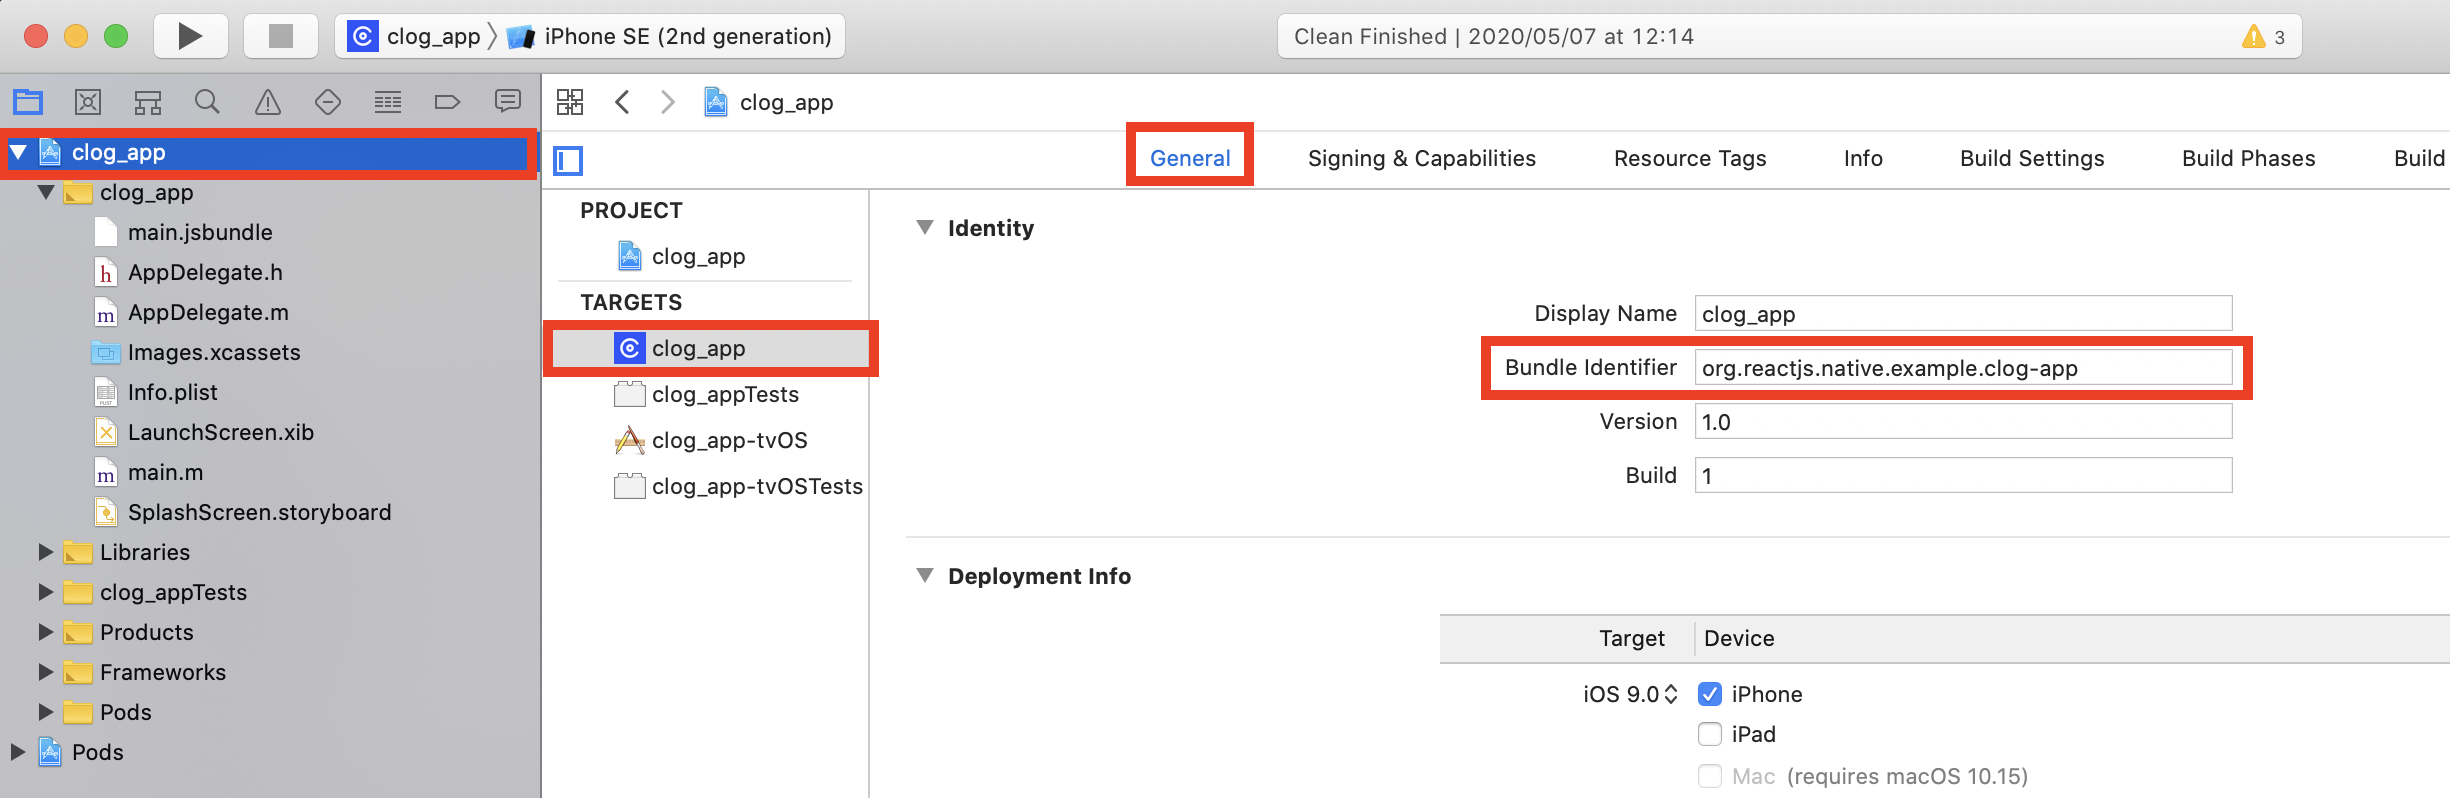 clog_app
iPhone SE (2nd generation)
Clean Finished | 2020/05/07 at 12:14
3
clog_app
clog_app
clog_app
main.jsbundle
h AppDelegate.h
m AppDelegate.m
Images.xcassets
PLIST Info.plist
LaunchScreen.xib
m main.m
SplashScreen.storyboard
Libraries
clog_appTests
Products
Frameworks
Pods
Pods
General
Signing & Capabilities
Resource Tags
Info
Build Settings
Build Phases
Build
PROJECT
clog_app
TARGETS
clog_app
clog_appTests
clog_app-tvOS
clog_app-tvOSTests
Identity
Display Name clog_app
Bundle Identifier org.reactjs.native.example.clog-app
Version 1.0
Build 1
Deployment Info
Target Device
iOS 9.0 iPhone
iPad
Mac (requires macOS 10.15)